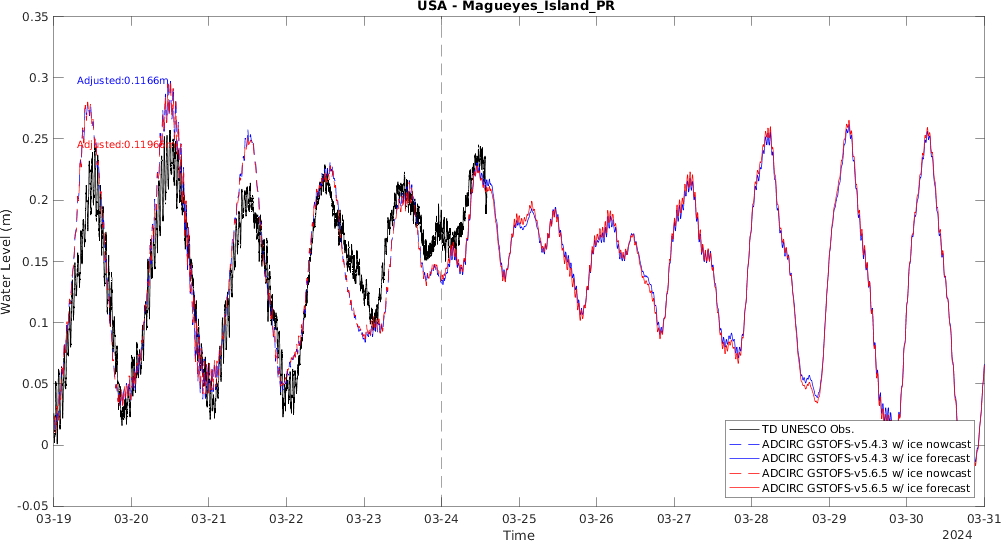 USA - Magueyes_Island_PR
0.35
0.3
0.25
0.2
0.15
0.1
0.05
0
-0.05
Water Level (m)
Adjusted:0.1166m
Adjusted:0.1196
TD UNESCO Obs.
ADCIRC GSTOFS-v5.4.3 w/ ice nowcast
ADCIRC GSTOFS-v5.4.3 w/ ice forecast
ADCIRC GSTOFS-v5.6.5 w/ ice nowcast
ADCIRC GSTOFS-v5.6.5 w/ ice forecast
03-19 03-20 03-21 03-22 03-23 03-24 03-25 03-26 03-27 03-28 03-29 03-30 03-31
Time
2024